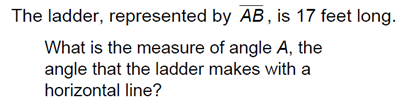 The ladder, represented by A̅B̅, is 17 feet long.
What is the measure of angle A, the
angle that the ladder makes with a
horizontal line?